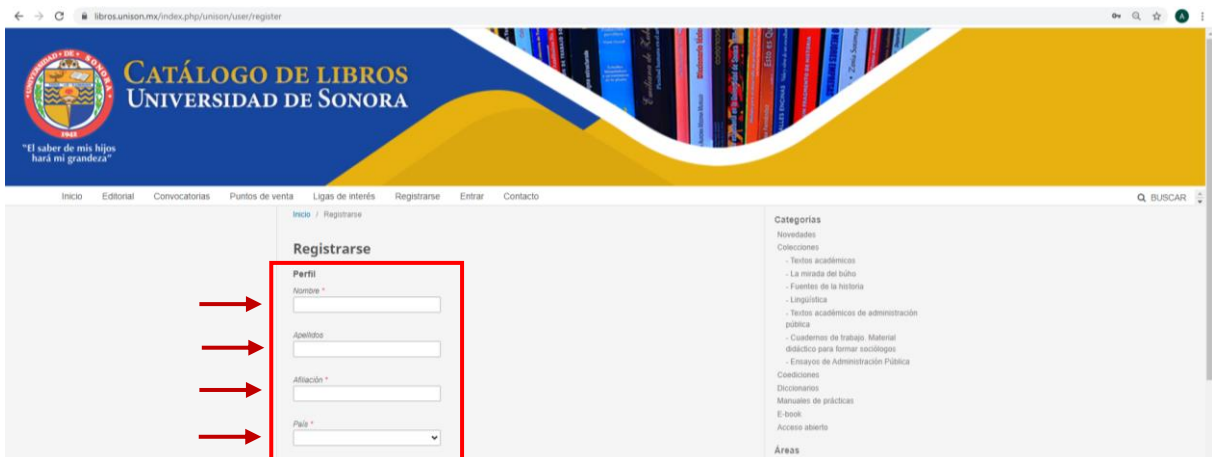 libros.unison.mx/index.php/unison/user/register
CATÁLOGO DE LIBROS
UNIVERSIDAD DE SONORA
1942
"El saber de mis hijos
hará mi grandeza"
Inicio Editorial Convocatorias Puntos de venta Ligas de interés Registrarse Entrar Contacto BUSCAR
Inicio / Registrarse
Registrarse
Perfil
Nombre *
Apellidos
Afiliación *
País *
Categorías
Novedades
Colecciones
- Textos académicos
- La mirada del búho
- Fuentes de la historia
- Lingüística
- Textos académicos de administración
pública
- Cuadernos de trabajo. Material
didáctico para formar sociólogos
- Ensayos de Administración Pública
Coediciones
Diccionarios
Manuales de prácticas
E-book
Acceso abierto
Áreas